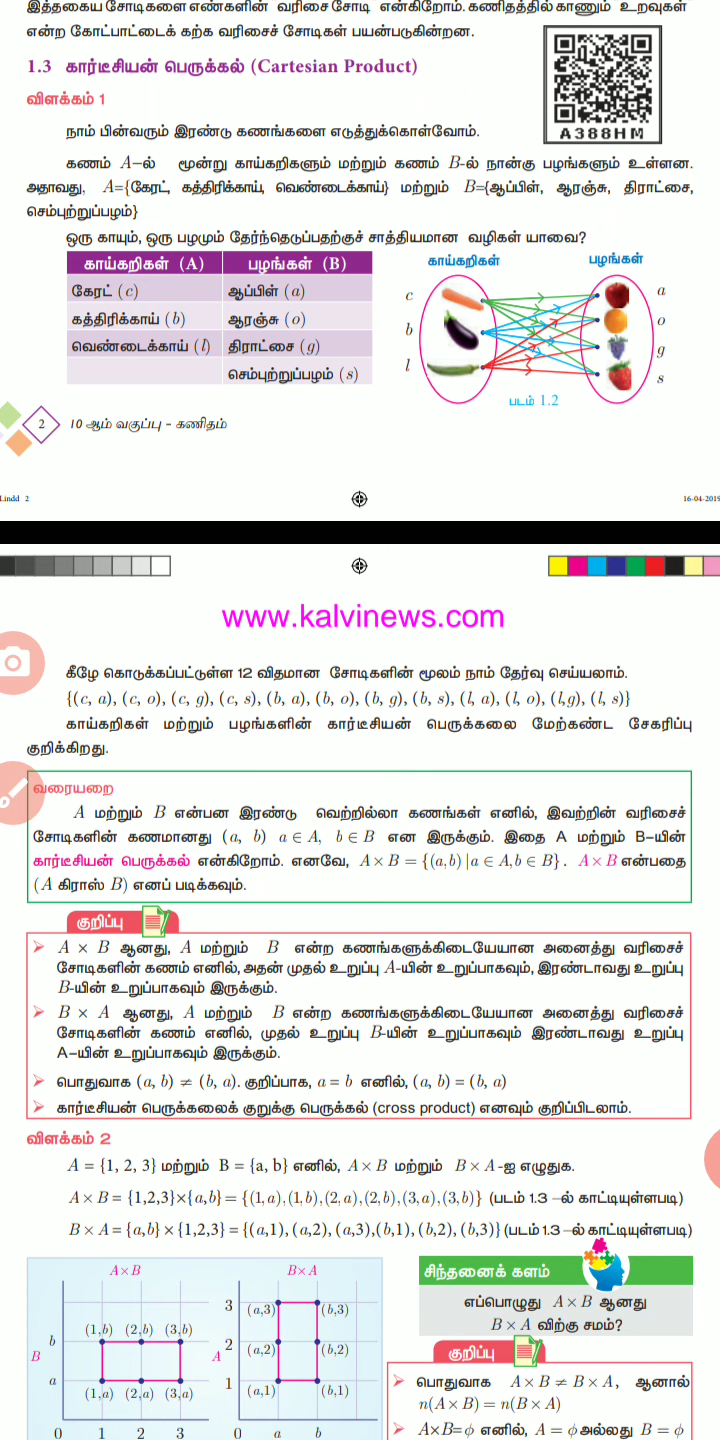 இத்தகைய சோடிகளை எண்களின் வரிசை சோடி என்கிறோம். கணிதத்தில் காணும் உறவுகள்
என்ற கோட்பாட்டைக் கற்க வரிசைச் சோடிகள் பயன்படுகின்றன.
1.3 கார்டீசியன் பெருக்கல் (Cartesian Product)
விளக்கம் 1
A388HM
நாம் பின்வரும் இரண்டு கணங்களை எடுத்துக்கொள்வோம்.
கணம் A–ல் மூன்று காய்கறிகளும் மற்றும் கணம் B-ல் நான்கு பழங்களும் உள்ளன.
அதாவது, A={கேரட், கத்திரிக்காய், வெண்டைக்காய்} மற்றும் B={ஆப்பிள், ஆரஞ்சு, திராட்சை,
செம்புற்றுப்பழம்}
ஒரு காயும், ஒரு பழமும் தேர்ந்தெடுப்பதற்குச் சாத்தியமான வழிகள் யாவை?
காய்கறிகள் (A) பழங்கள் (B)
கேரட் (c) ஆப்பிள் (a)
கத்திரிக்காய் (b) ஆரஞ்சு (o)
வெண்டைக்காய் (l) திராட்சை (g)
செம்புற்றுப்பழம் (s)
காய்கறிகள் பழங்கள்
c a
b o
l g
s
படம் 1.2
2 10 ஆம் வகுப்பு – கணிதம்
.indd 2 16-04-2019
www.kalvinews.com
கீழே கொடுக்கப்பட்டுள்ள 12 விதமான சோடிகளின் மூலம் நாம் தேர்வு செய்யலாம்.
{(c, a), (c, o), (c, g), (c, s), (b, a), (b, o), (b, g), (b, s), (l, a), (l, o), (l,g), (l, s)}
காய்கறிகள் மற்றும் பழங்களின் கார்டீசியன் பெருக்கலை மேற்கண்ட சேகரிப்பு
குறிக்கிறது.
வரையறை
A மற்றும் B என்பன இரண்டு வெற்றில்லா கணங்கள் எனில், இவற்றின் வரிசைச்
சோடிகளின் கணமானது (a, b) a ∈ A, b ∈ B என இருக்கும். இதை A மற்றும் B–யின்
கார்டீசியன் பெருக்கல் என்கிறோம். எனவே, A × B = {(a,b) | a ∈ A, b ∈ B} . A × B என்பதை
(A கிராஸ் B) எனப் படிக்கவும்.
குறிப்பு
➢ A × B ஆனது, A மற்றும் B என்ற கணங்களுக்கிடையேயான அனைத்து வரிசைச்
சோடிகளின் கணம் எனில், அதன் முதல் உறுப்பு A-யின் உறுப்பாகவும், இரண்டாவது உறுப்பு
B-யின் உறுப்பாகவும் இருக்கும்.
➢ B × A ஆனது, A மற்றும் B என்ற கணங்களுக்கிடையேயான அனைத்து வரிசைச்
சோடிகளின் கணம் எனில், முதல் உறுப்பு B-யின் உறுப்பாகவும் இரண்டாவது உறுப்பு
A–யின் உறுப்பாகவும் இருக்கும்.
➢ பொதுவாக (a, b) ≠ (b, a). குறிப்பாக, a = b எனில், (a, b) = (b, a)
➢ கார்டீசியன் பெருக்கலைக் குறுக்கு பெருக்கல் (cross product) எனவும் குறிப்பிடலாம்.
விளக்கம் 2
A = {1, 2, 3} மற்றும் B = {a, b} எனில், A × B மற்றும் B × A -ஐ எழுதுக.
A × B = {1,2,3}×{a,b} = {(1,a),(1,b),(2,a),(2,b),(3,a),(3,b)} (படம் 1.3 –ல் காட்டியுள்ளபடி)
B × A = {a,b} × {1,2,3} = {(a,1), (a,2), (a,3),(b,1), (b,2), (b,3)} (படம் 1.3 –ல் காட்டியுள்ளபடி)
A×B B×A
3 (a,3) (b,3)
b (1,b) (2,b) (3,b)
B A 2 (a,2) (b,2)
a (1,a) (2,a) (3,a) 1 (a,1) (b,1)
0 1 2 3 0 a b
சிந்தனைக் களம்
எப்பொழுது A × B ஆனது
B × A விற்கு சமம்?
குறிப்பு
➢ பொதுவாக A × B ≠ B × A, ஆனால்
n(A × B) = n(B × A)
➢ A×B=ϕ எனில், A = ϕ அல்லது B = ϕ